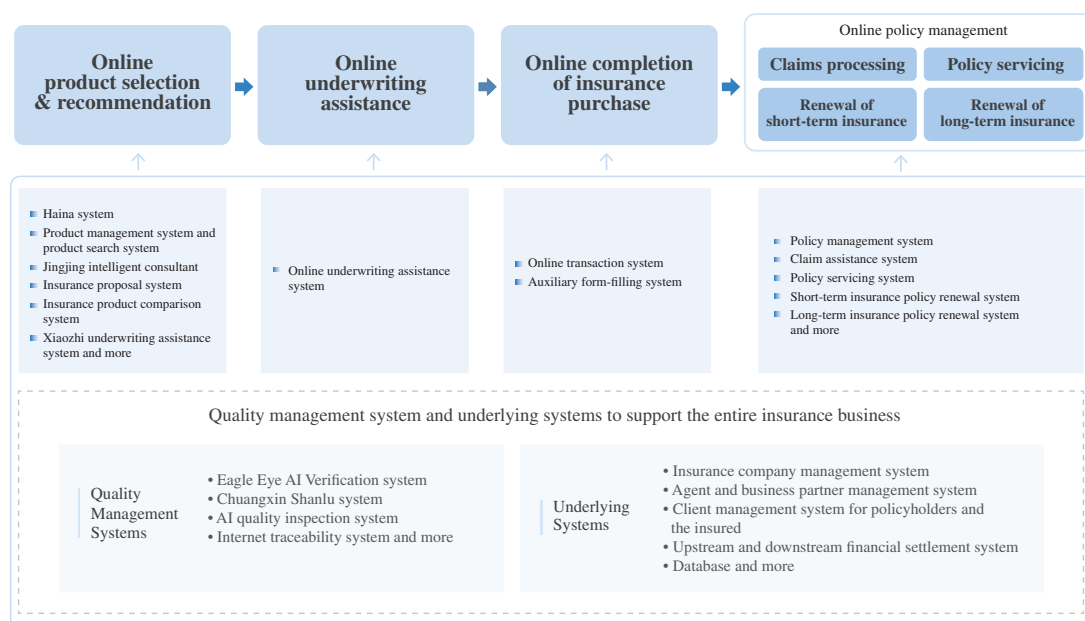 Online
product selection
& recommendation
Online
underwriting
assistance
Online completion
of insurance
purchase
Online policy management
Claims processing
Policy servicing
Renewal of
short-term insurance
Renewal of
long-term insurance
Haina system
Product management system and
product search system
Jingjing intelligent consultant
Insurance proposal system
Insurance product comparison
system
Xiaozhi underwriting assistance
system and more
Online underwriting assistance
system
Online transaction system
Auxiliary form-filling system
Policy management system
Claim assistance system
Policy servicing system
Short-term insurance policy renewal system
Long-term insurance policy renewal system
and more
Quality management system and underlying systems to support the entire insurance business
Quality
Management
Systems
• Eagle Eye AI Verification system
• Chuangxin Shanlu system
• AI quality inspection system
• Internet traceability system and more
Underlying
Systems
• Insurance company management system
• Agent and business partner management system
• Client management system for policyholders and
the insured
• Upstream and downstream financial settlement system
• Database and more